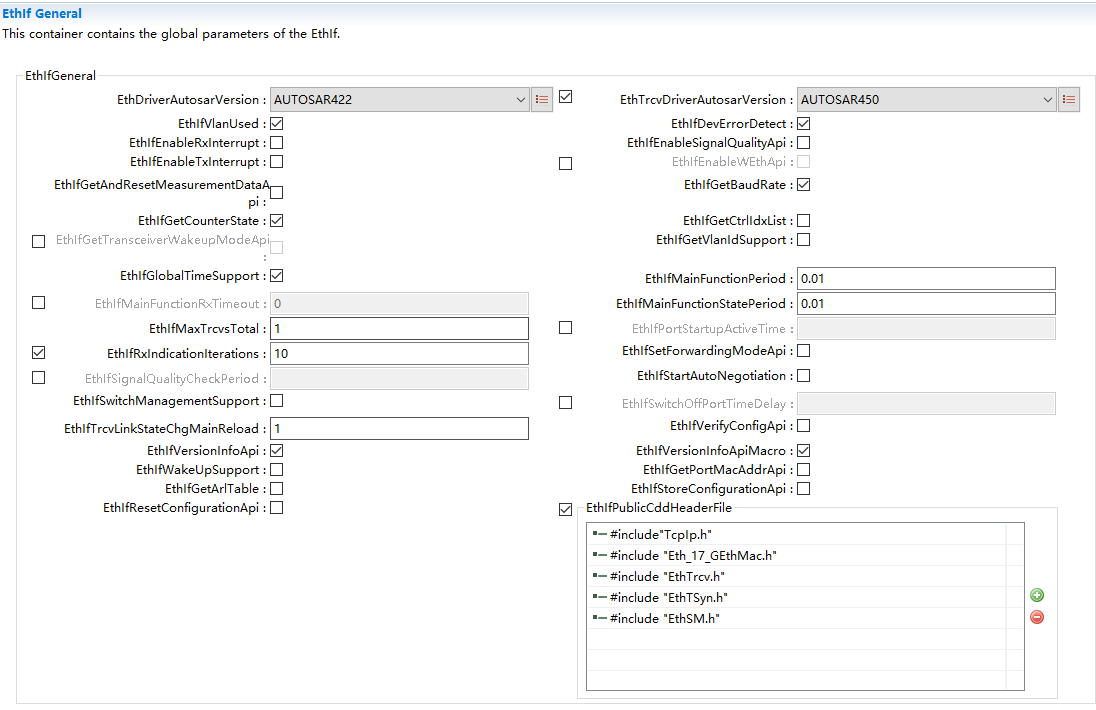 EthIf General
This container contains the global parameters of the EthIf.
EthIfGeneral
EthDriverAutosarVersion : AUTOSAR422
EthTrcvDriverAutosarVersion : AUTOSAR450
EthIfVlanUsed :
EthIfDevErrorDetect :
EthIfEnableRxInterrupt :
EthIfEnableSignalQualityApi :
EthIfEnableTxInterrupt :
EthIfEnableWEthApi :
EthIfGetAndResetMeasurementDataA
pi :
EthIfGetBaudRate :
EthIfGetCounterState :
EthIfGetCtrlIdxList :
EthIfGetTransceiverWakeupModeApi
:
EthIfGetVlanIdSupport :
EthIfGlobalTimeSupport :
EthIfMainFunctionPeriod : 0.01
EthIfMainFunctionRxTimeout : 0
EthIfMainFunctionStatePeriod : 0.01
EthIfMaxTrcvsTotal : 1
EthIfPortStartupActiveTime :
EthIfRxIndicationIterations : 10
EthIfSetForwardingModeApi :
EthIfSignalQualityCheckPeriod :
EthIfStartAutoNegotiation :
EthIfSwitchManagementSupport :
EthIfSwitchOffPortTimeDelay :
EthIfTrcvLinkStateChgMainReload : 1
EthIfVerifyConfigApi :
EthIfVersionInfoApi :
EthIfVersionInfoApiMacro :
EthIfWakeUpSupport :
EthIfGetPortMacAddrApi :
EthIfGetArlTable :
EthIfStoreConfigurationApi :
EthIfResetConfigurationApi :
EthIfPublicCddHeaderFile
#include"TcpIp.h"
#include "Eth_17_GEthMac.h"
#include "EthTrcv.h"
#include "EthTSyn.h"
#include "EthSM.h"